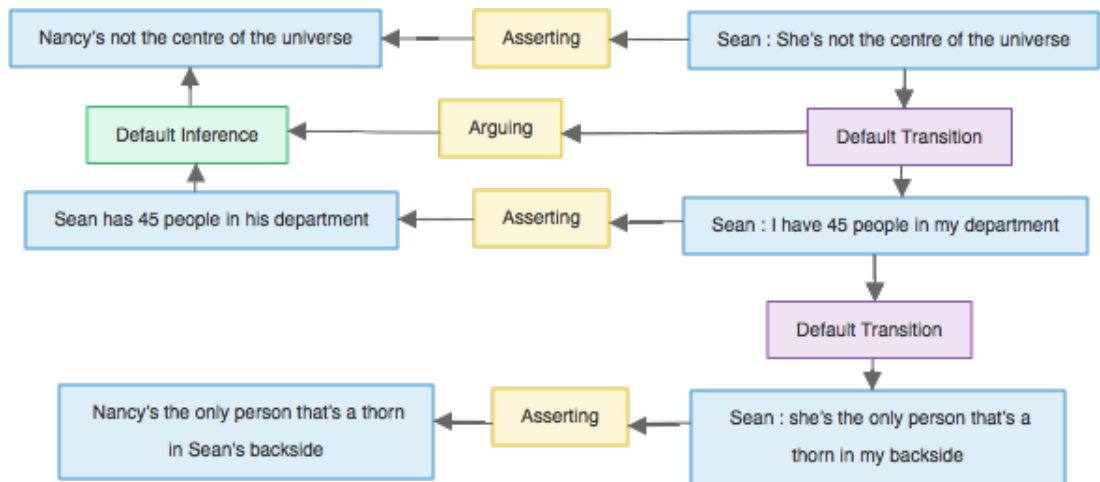 Nancy's not the centre of the universe
Asserting
Sean : She's not the centre of the universe
Default Inference
Arguing
Default Transition
Sean has 45 people in his department
Asserting
Sean : I have 45 people in my department
Default Transition
Nancy's the only person that's a thorn
in Sean's backside
Asserting
Sean : she's the only person that's a
thorn in my backside